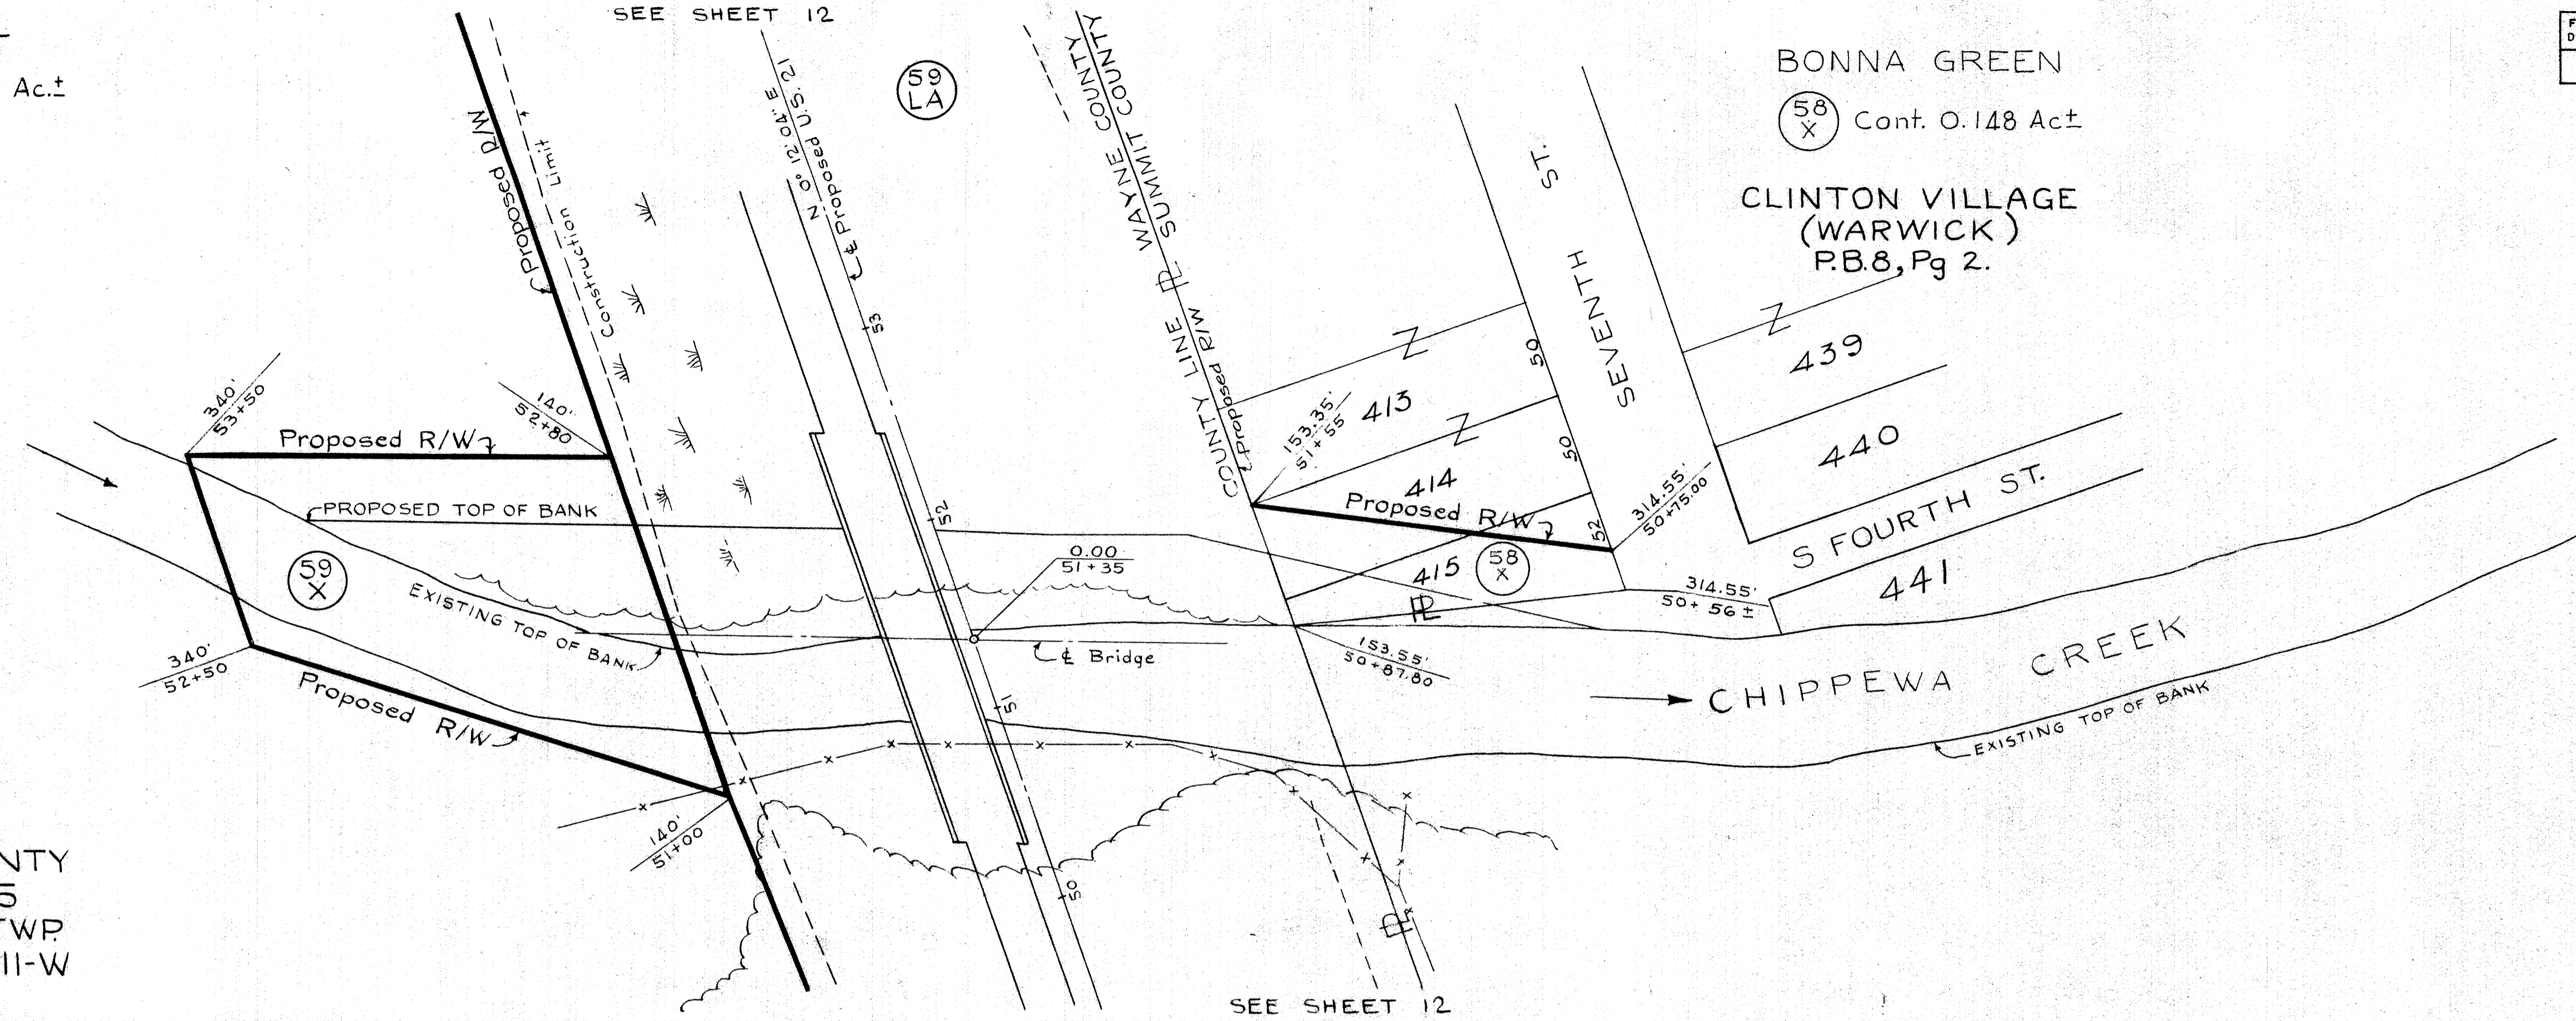 SEE SHEET 12
Ac.±
59
LA
BONNA GREEN
58
X
Cont. 0.148 Ac±
CLINTON VILLAGE
(WARWICK)
P.B.8, Pg 2.
Proposed R/W
Construction Limit
N 0° 12' 04" E
℄ Proposed U.S. 21
WAYNE COUNTY
SUMMIT COUNTY
COUNTY LINE
PL
Proposed R/W
SEVENTH ST.
53
52
51
50
340'
53+50
140'
52+80
Proposed R/W
PROPOSED TOP OF BANK
59
X
EXISTING TOP OF BANK
340'
52+50
Proposed R/W
140'
51+00
0.00
51+35
℄ Bridge
153.35'
51+55
413
50
414
50
Proposed R/W
52
415
58
X
PL
314.55'
50+75.00
314.55'
50+56±
153.55'
50+87.80
439
440
S FOURTH ST.
441
CHIPPEWA CREEK
EXISTING TOP OF BANK
PL
NTY
5
TWP.
11-W
SEE SHEET 12